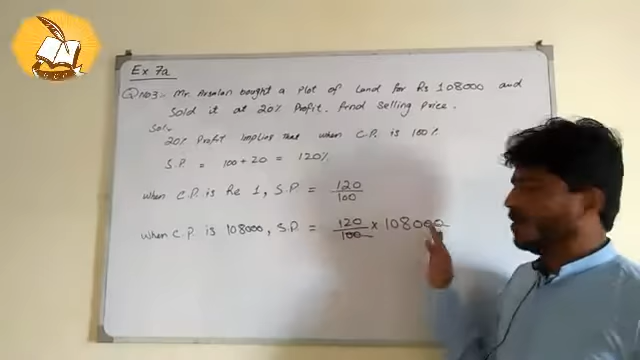 Ex 7a
Q No3:- Mr. Arsalan bought a Plot of Land for Rs 108000 and
Sold it at 20% Profit. Find Selling Price.
Sol:
20% Profit Implies That when C.P. is 100%
S.P. = 100+20 = 120%
when C.P. is Re 1, S.P. = 120/100
when C.P. is 108000, S.P. = 120/100 × 108000